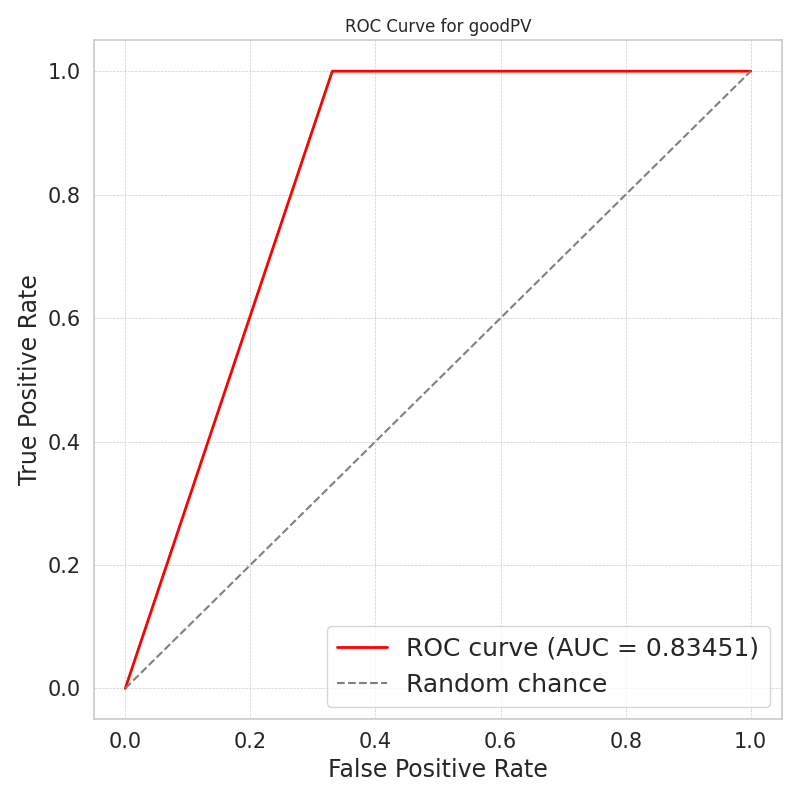 ROC Curve for goodPV
1.0
0.8
0.6
0.4
0.2
0.0
True Positive Rate
ROC curve (AUC = 0.83451)
Random chance
0.0 0.2 0.4 0.6 0.8 1.0
False Positive Rate